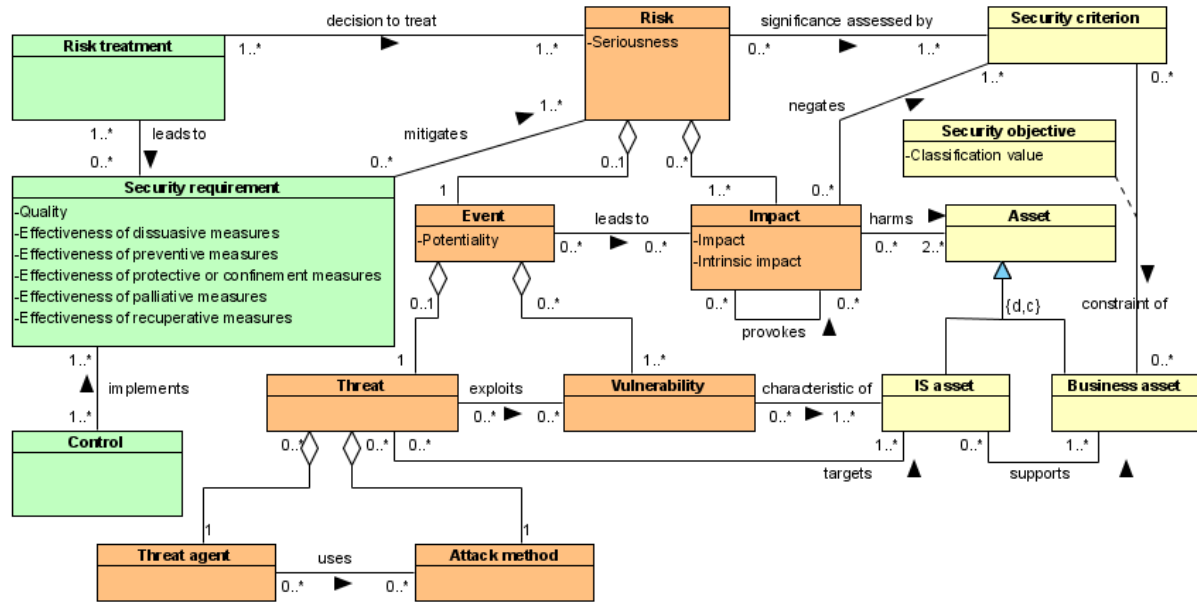 decision to treat
Risk
significance assessed by
Security criterion
Risk treatment
-Seriousness
1..*
1..*
0..*
1..*
0..*
1..*
negates
1..*
1..*
leads to
mitigates
Security objective
-Classification value
0..*
0..*
0..1
0..*
Security requirement
-Quality
-Effectiveness of dissuasive measures
-Effectiveness of preventive measures
-Effectiveness of protective or confinement measures
-Effectiveness of palliative measures
-Effectiveness of recuperative measures
1
1..*
0..*
Event
-Potentiality
leads to
0..*
0..*
Impact
-Impact
-Intrinsic impact
harms
0..*
2..*
Asset
0..1
0..*
0..*
0..*
provokes
{d,c}
constraint of
1..*
implements
1..*
1
1..*
0..*
Threat
exploits
0..*
0..*
Vulnerability
characteristic of
0..*
1..*
IS asset
Business asset
Control
0..*
0..*
0..*
1..*
0..*
1..*
targets
supports
1
1
Threat agent
uses
0..*
0..*
Attack method